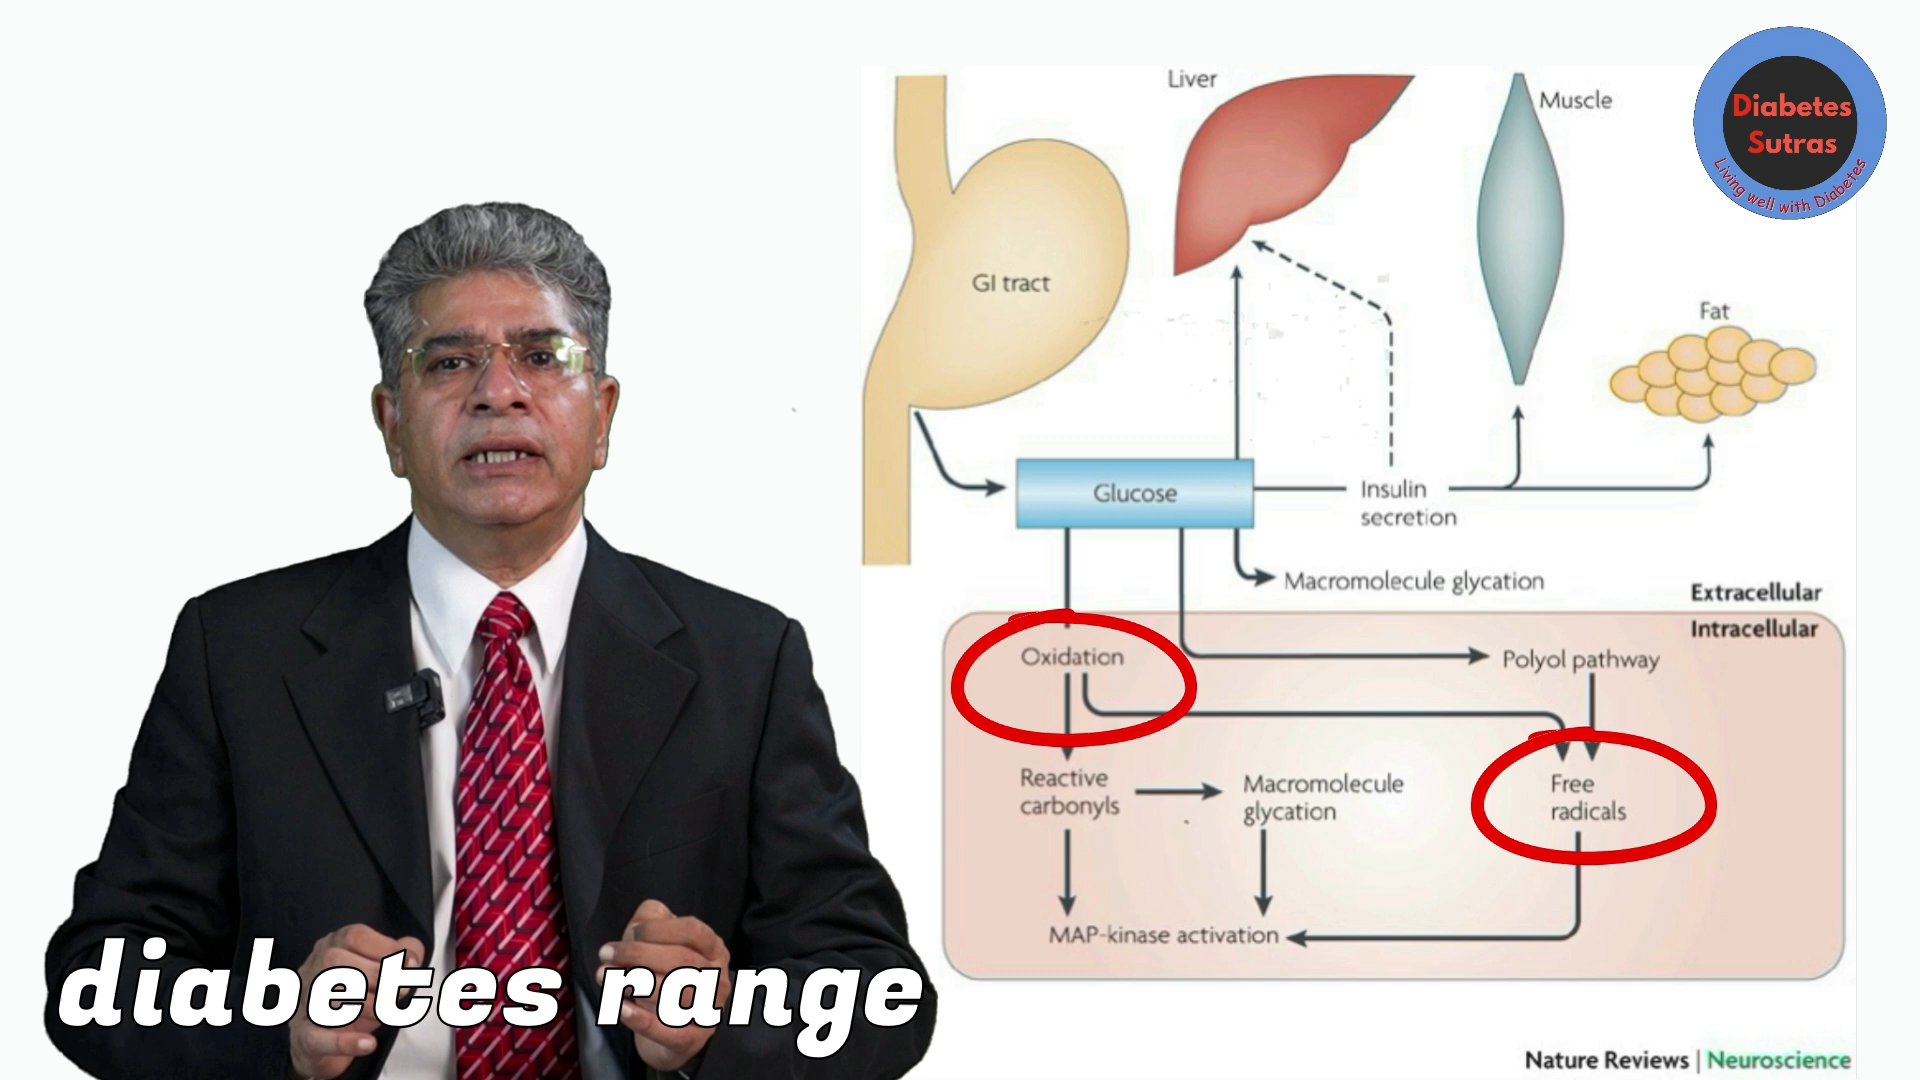 Liver
Muscle
Diabetes
Sutras
Living well with Diabetes
GI tract
Fat
Glucose
Insulin
secretion
Macromolecule glycation
Extracellular
Intracellular
Oxidation
Polyol pathway
Reactive
carbonyls
Macromolecule
glycation
Free
radicals
MAP-kinase activation
diabetes range
Nature Reviews | Neuroscience